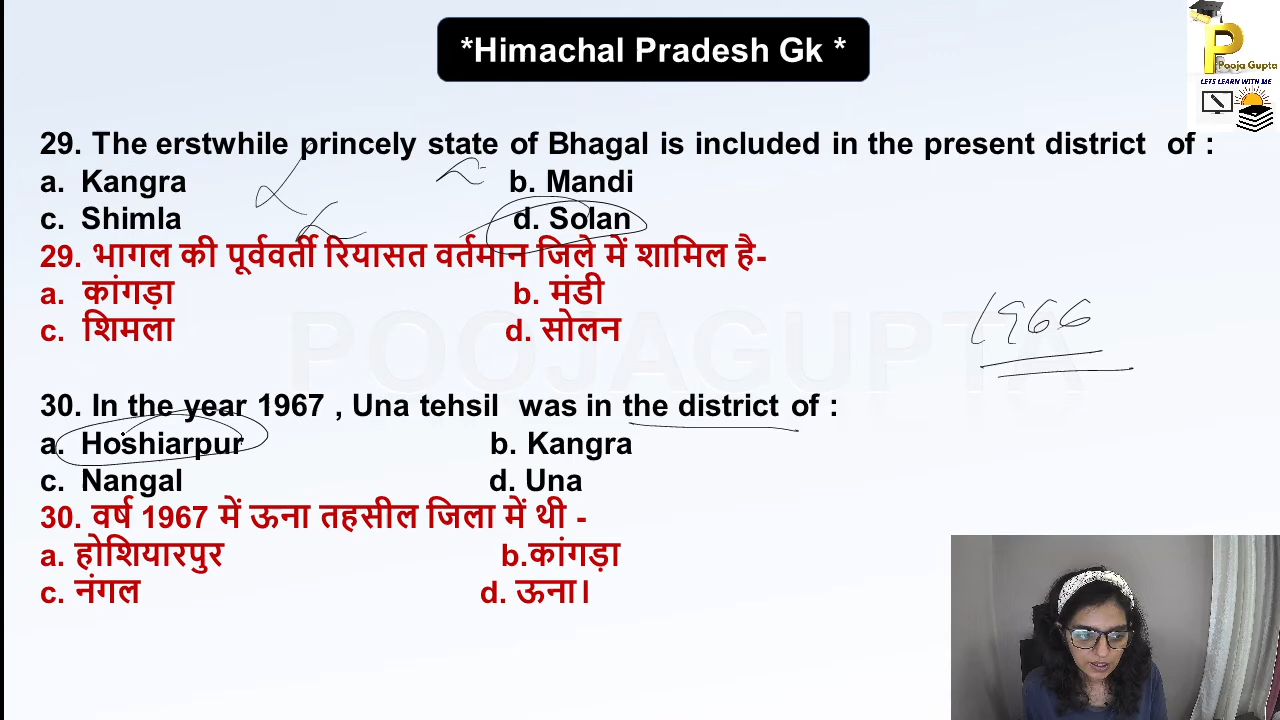 *Himachal Pradesh Gk *
P
Pooja Gupta
LETS LEARN WITH ME
29. The erstwhile princely state of Bhagal is included in the present district of :
a. Kangra b. Mandi
c. Shimla d. Solan
29. भागल की पूर्ववर्ती रियासत वर्तमान जिले में शामिल है-
a. कांगड़ा b. मंडी
c. शिमला d. सोलन
1966
POOJAGUPTA
30. In the year 1967 , Una tehsil was in the district of :
a. Hoshiarpur b. Kangra
c. Nangal d. Una
30. वर्ष 1967 में ऊना तहसील जिला में थी -
a. होशियारपुर b.कांगड़ा
c. नंगल d. ऊना।